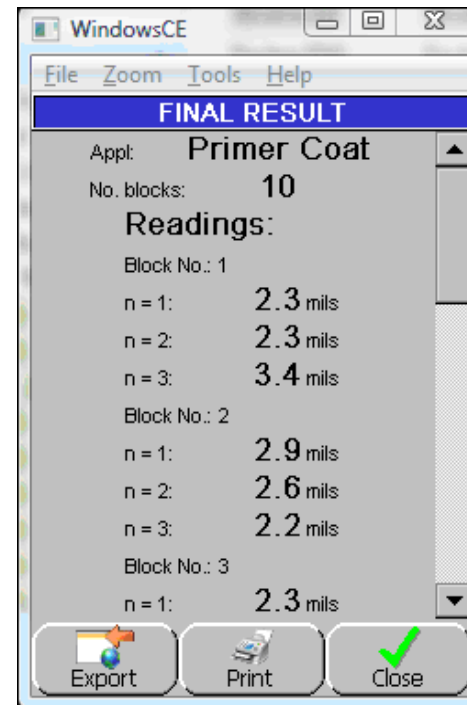 WindowsCE
File Zoom Tools Help
FINAL RESULT
Appl: Primer Coat
No. blocks: 10
Readings:
Block No.: 1
n = 1: 2.3 mils
n = 2: 2.3 mils
n = 3: 3.4 mils
Block No.: 2
n = 1: 2.9 mils
n = 2: 2.6 mils
n = 3: 2.2 mils
Block No.: 3
n = 1: 2.3 mils
Export Print Close